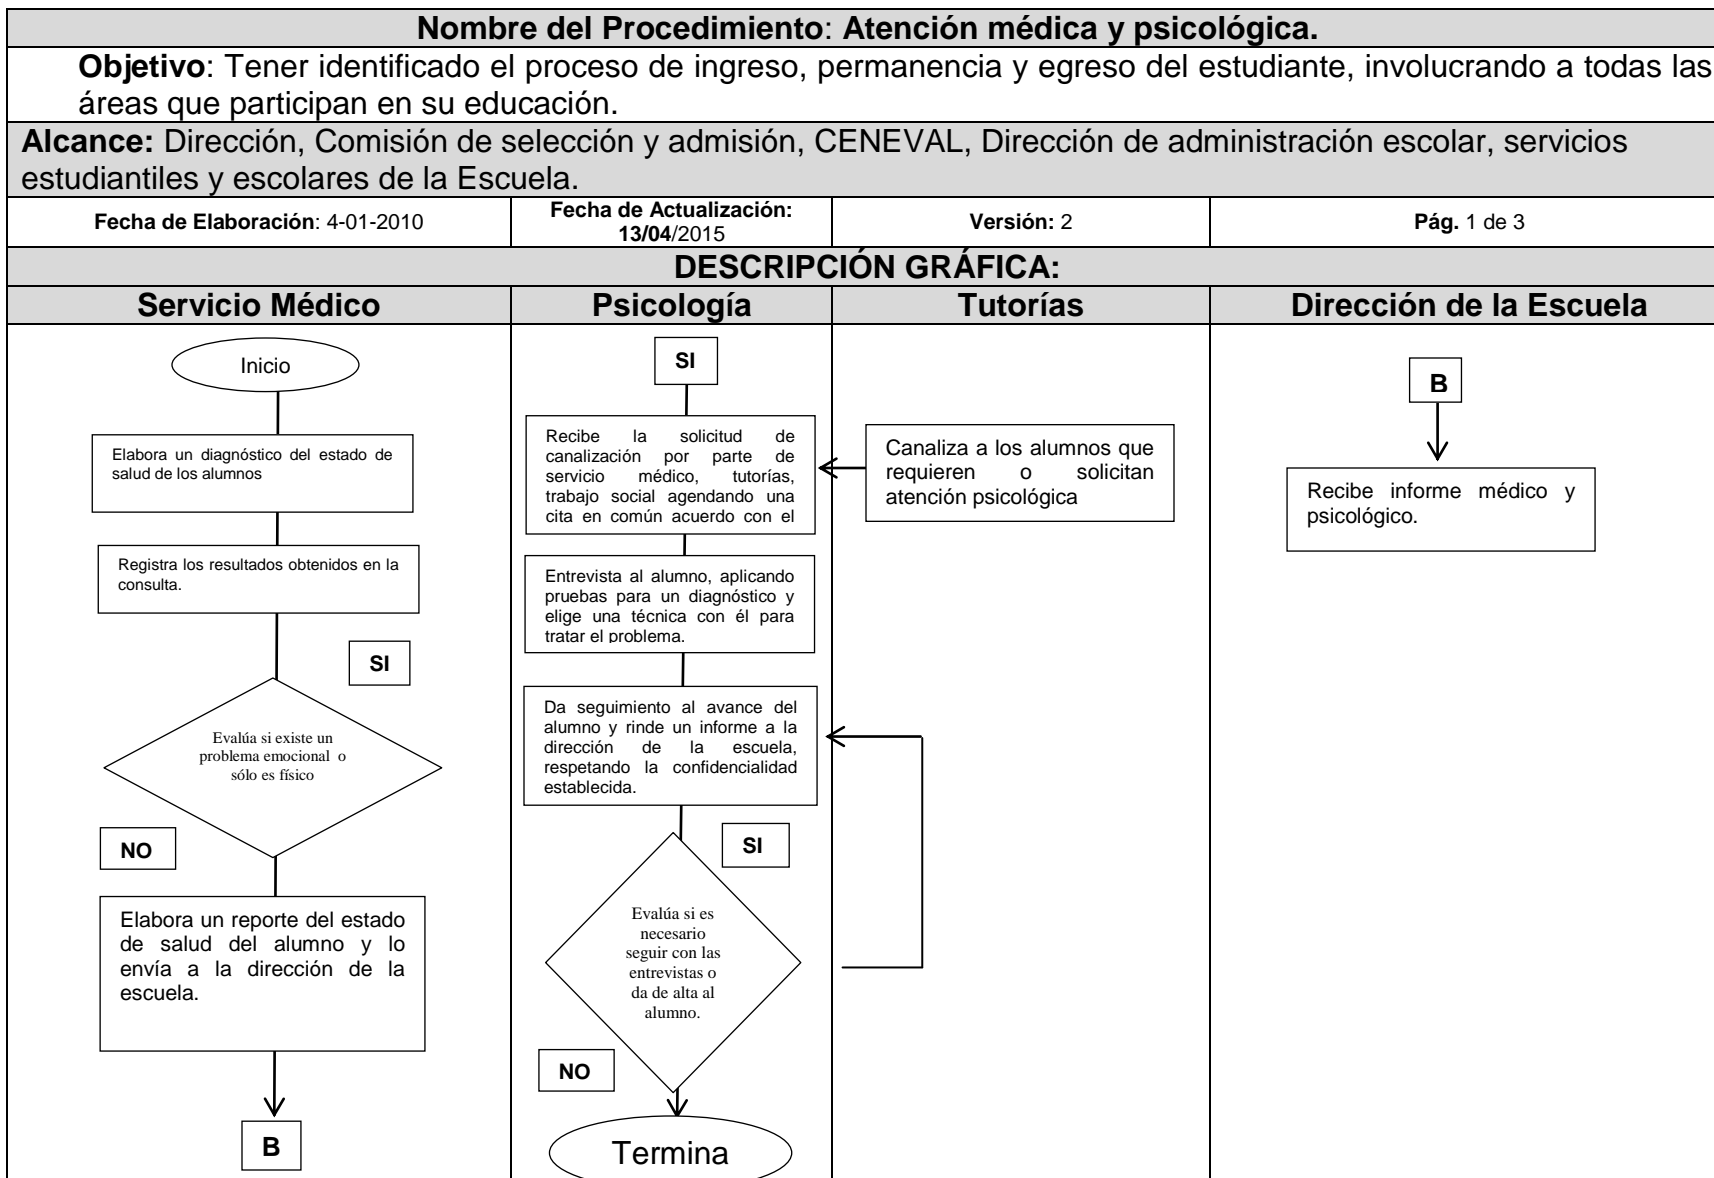 Nombre del Procedimiento: Atención médica y psicológica.
Objetivo: Tener identificado el proceso de ingreso, permanencia y egreso del estudiante, involucrando a todas las
áreas que participan en su educación.
Alcance: Dirección, Comisión de selección y admisión, CENEVAL, Dirección de administración escolar, servicios
estudiantiles y escolares de la Escuela.
Fecha de Elaboración: 4-01-2010
Fecha de Actualización:
13/04/2015
Versión: 2
Pág. 1 de 3
DESCRIPCIÓN GRÁFICA:
Servicio Médico
Psicología
Tutorías
Dirección de la Escuela
Inicio
Elabora un diagnóstico del estado de
salud de los alumnos
Registra los resultados obtenidos en la
consulta.
SI
Evalúa si existe un
problema emocional o
sólo es físico
NO
Elabora un reporte del estado
de salud del alumno y lo
envía a la dirección de la
escuela.
B
SI
Recibe la solicitud de
canalización por parte de
servicio médico, tutorías,
trabajo social agendando una
cita en común acuerdo con el
Entrevista al alumno, aplicando
pruebas para un diagnóstico y
elige una técnica con él para
tratar el problema.
Da seguimiento al avance del
alumno y rinde un informe a la
dirección de la escuela,
respetando la confidencialidad
establecida.
SI
Evalúa si es
necesario
seguir con las
entrevistas o
da de alta al
alumno.
NO
Termina
Canaliza a los alumnos que
requieren o solicitan
atención psicológica
B
Recibe informe médico y
psicológico.